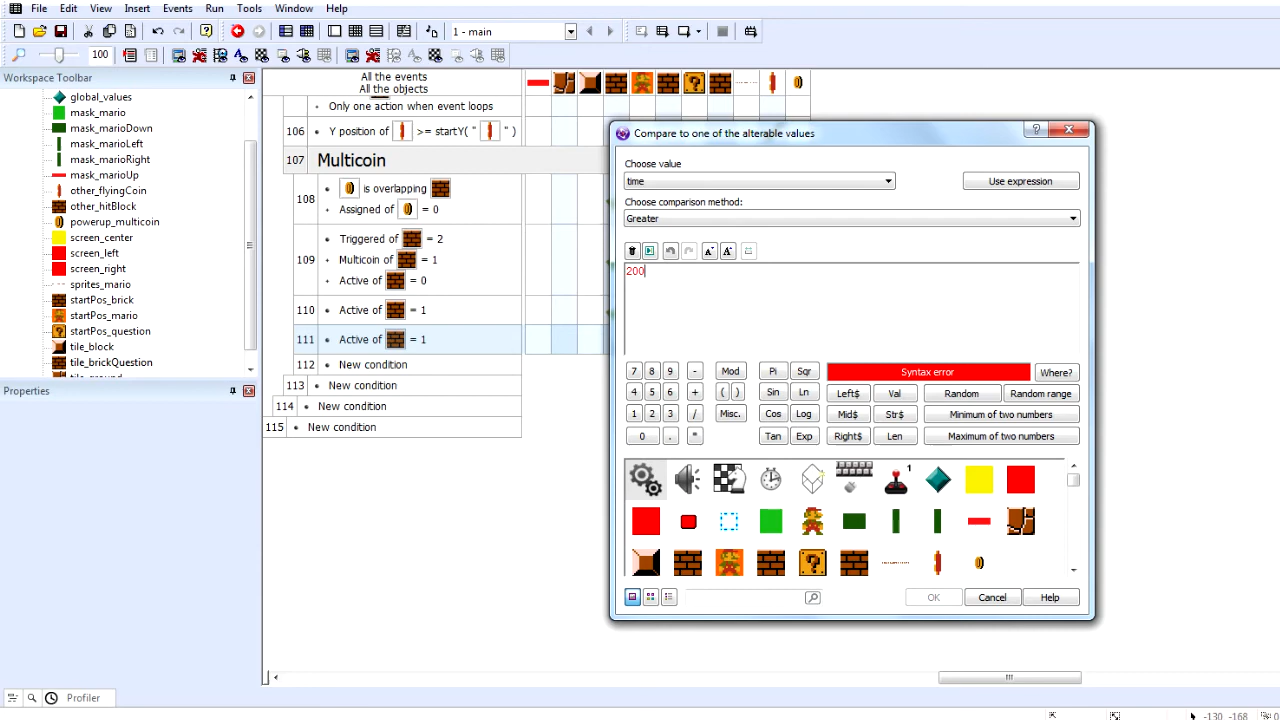 File Edit View Insert Events Run Tools Window Help
100
1 - main
Workspace Toolbar
global_values
mask_mario
mask_marioDown
mask_marioLeft
mask_marioRight
mask_marioUp
other_flyingCoin
other_hitBlock
powerup_multicoin
screen_center
screen_left
screen_right
sprites_mario
startPos_brick
startPos_mario
startPos_question
tile_block
tile_brickQuestion
Properties
Profiler
All the events
All the objects
• Only one action when event loops
106 • Y position of >= startY( " " )
107 Multicoin
108 • is overlapping
• Assigned of = 0
109 • Triggered of = 2
• Multicoin of = 1
• Active of = 0
110 • Active of = 1
111 • Active of = 1
112 • New condition
113 • New condition
114 • New condition
115 • New condition
Compare to one of the alterable values
Choose value
time
Use expression
Choose comparison method:
Greater
200
7 8 9 - Mod Pi Sqr Syntax error Where?
4 5 6 + ( ) Sin Ln Left$ Val Random Random range
1 2 3 / Misc. Cos Log Mid$ Str$ Minimum of two numbers
0 . * Tan Exp Right$ Len Maximum of two numbers
1
OK Cancel Help
-130 -168